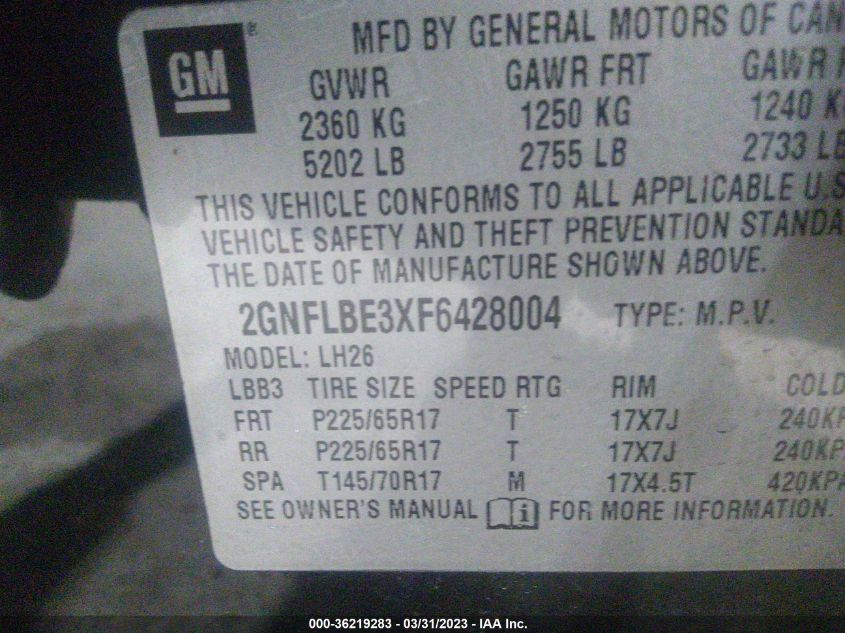 GM ®
MFD BY GENERAL MOTORS OF CAN
GVWR GAWR FRT GAWR
2360 KG 1250 KG 1240 K
5202 LB 2755 LB 2733 LB
THIS VEHICLE CONFORMS TO ALL APPLICABLE U.S
VEHICLE SAFETY AND THEFT PREVENTION STANDA
THE DATE OF MANUFACTURE SHOWN ABOVE.
2GNFLBE3XF6428004 TYPE: M.P.V.
MODEL: LH26
LBB3 TIRE SIZE SPEED RTG RIM COLD
FRT P225/65R17 T 17X7J 240KP
RR P225/65R17 T 17X7J 240KP
SPA T145/70R17 M 17X4.5T 420KPA
SEE OWNER'S MANUAL i FOR MORE INFORMATION.
000-36219283 - 03/31/2023 - IAA Inc.